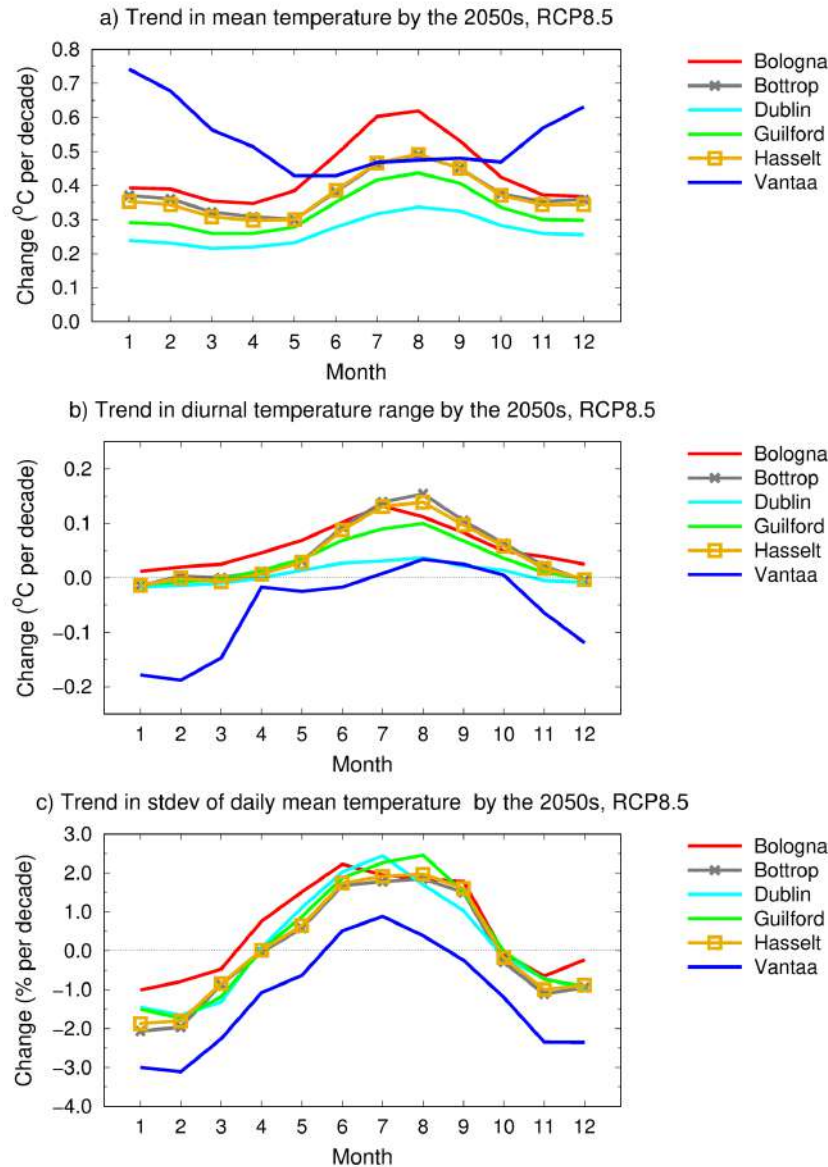 a) Trend in mean temperature by the 2050s, RCP8.5
0.8
0.7
0.6
0.5
0.4
0.3
0.2
0.1
0.0
Change (°C per decade)
1 2 3 4 5 6 7 8 9 10 11 12
Month
Bologna
Bottrop
Dublin
Guilford
Hasselt
Vantaa
b) Trend in diurnal temperature range by the 2050s, RCP8.5
0.2
0.1
0.0
−0.1
−0.2
Change (°C per decade)
1 2 3 4 5 6 7 8 9 10 11 12
Month
Bologna
Bottrop
Dublin
Guilford
Hasselt
Vantaa
c) Trend in stdev of daily mean temperature by the 2050s, RCP8.5
3.0
2.0
1.0
0.0
−1.0
−2.0
−3.0
−4.0
Change (% per decade)
1 2 3 4 5 6 7 8 9 10 11 12
Month
Bologna
Bottrop
Dublin
Guilford
Hasselt
Vantaa